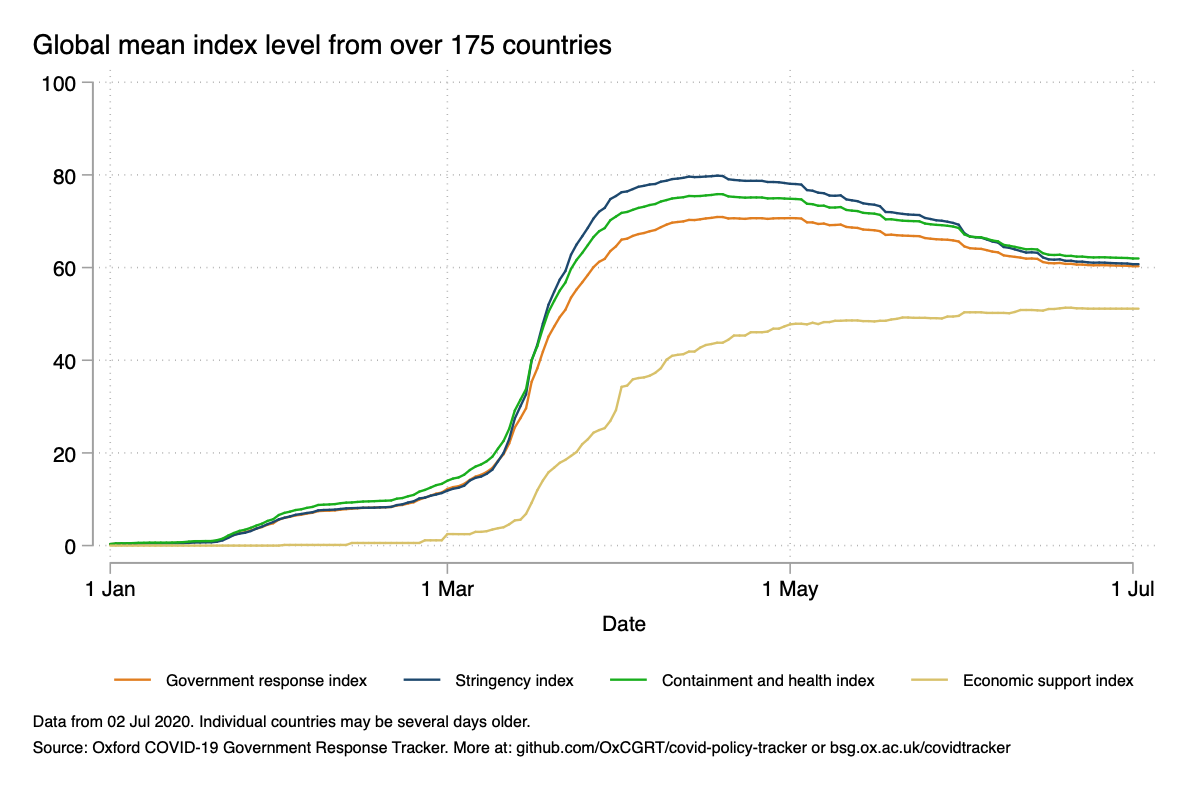 Global mean index level from over 175 countries
100
80
60
40
20
0
1 Jan 1 Mar 1 May 1 Jul
Date
Government response index Stringency index Containment and health index Economic support index
Data from 02 Jul 2020. Individual countries may be several days older.
Source: Oxford COVID-19 Government Response Tracker. More at: github.com/OxCGRT/covid-policy-tracker or bsg.ox.ac.uk/covidtracker